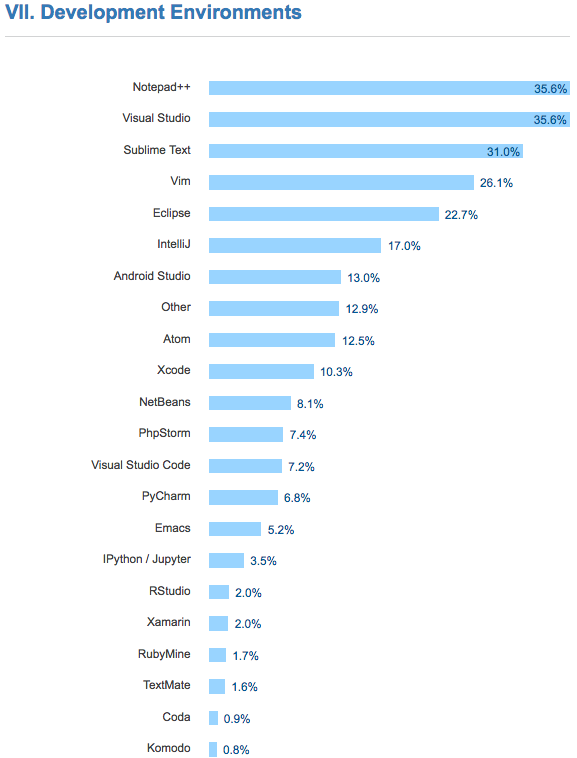 VII. Development Environments
Notepad++ 35.6%
Visual Studio 35.6%
Sublime Text 31.0%
Vim 26.1%
Eclipse 22.7%
IntelliJ 17.0%
Android Studio 13.0%
Other 12.9%
Atom 12.5%
Xcode 10.3%
NetBeans 8.1%
PhpStorm 7.4%
Visual Studio Code 7.2%
PyCharm 6.8%
Emacs 5.2%
IPython / Jupyter 3.5%
RStudio 2.0%
Xamarin 2.0%
RubyMine 1.7%
TextMate 1.6%
Coda 0.9%
Komodo 0.8%